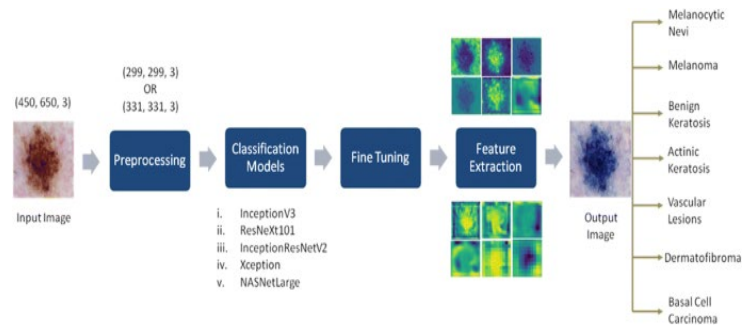 (450, 650, 3)
Input Image
(299, 299, 3)
OR
(331, 331, 3)
Preprocessing
Classification
Models
i. InceptionV3
ii. ResNeXt101
iii. InceptionResNetV2
iv. Xception
v. NASNetLarge
Fine Tuning
Feature
Extraction
Output
Image
Melanocytic
Nevi
Melanoma
Benign
Keratosis
Actinic
Keratosis
Vascular
Lesions
Dermatofibroma
Basal Cell
Carcinoma